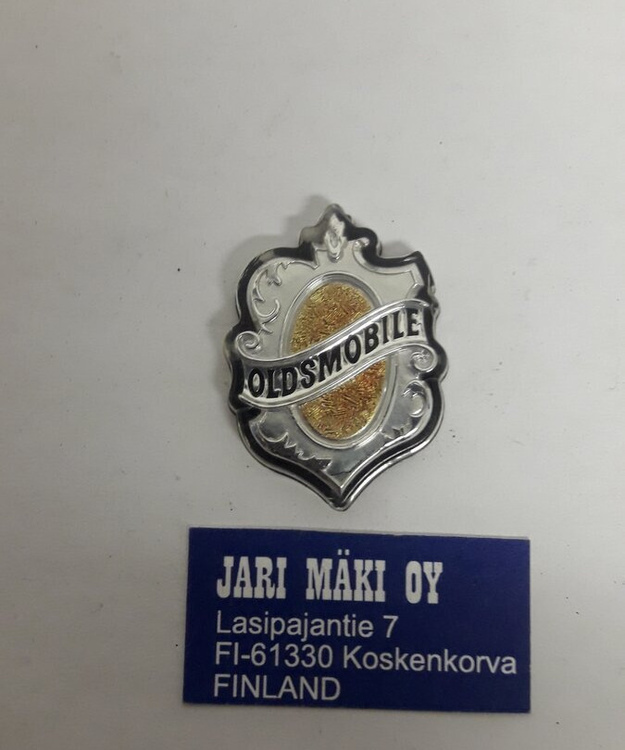 OLDSMOBILE
JARI MÄKI OY
Lasipajantie 7
FI-61330 Koskenkorva
FINLAND